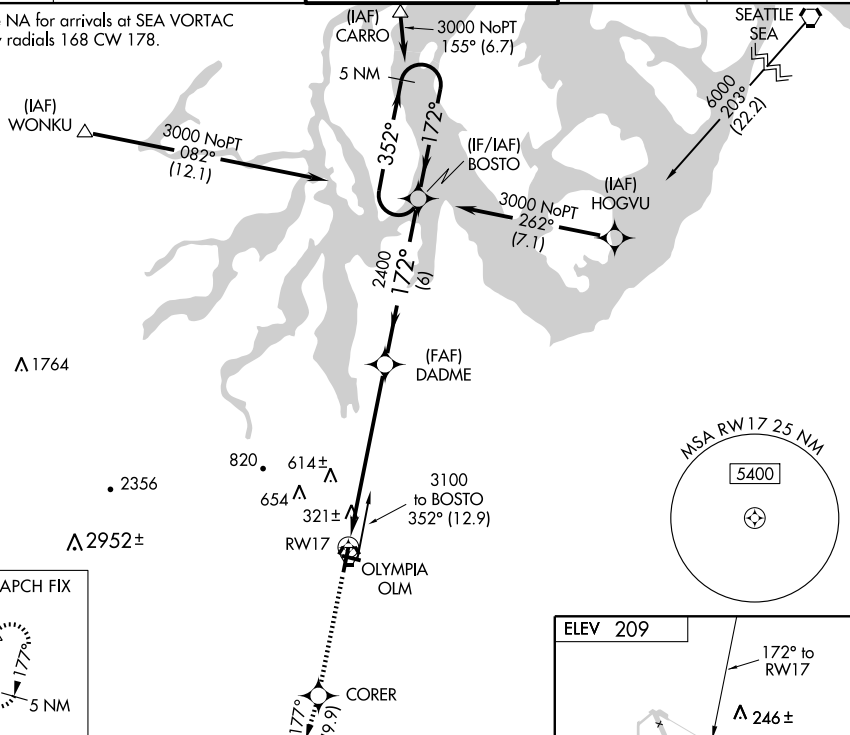 NA for arrivals at SEA VORTAC
radials 168 CW 178.
(IAF)
CARRO
3000 NoPT
155° (6.7)
SEATTLE
SEA
5 NM
6000
203°
(22.2)
(IAF)
WONKU
3000 NoPT
082°
(12.1)
352°
172°
(IF/IAF)
BOSTO
(IAF)
HOGVU
3000 NoPT
262°
(7.1)
2400
172°
(6)
(FAF)
DADME
1764
MSA RW17 25 NM
5400
820
614±
654
321±
2356
2952±
3100
to BOSTO
352° (12.9)
RW17
OLYMPIA
OLM
APCH FIX
177°
5 NM
CORER
177°
9.9)
ELEV 209
172° to
RW17
246±